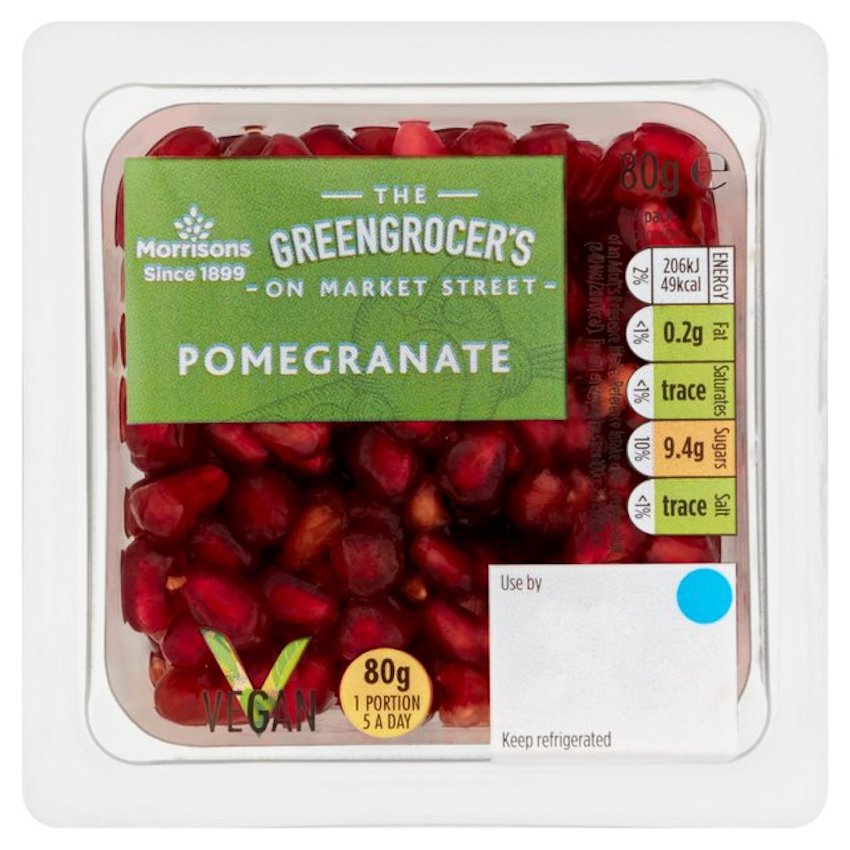 THE
GREENGROCER'S
ON MARKET STREET
Morrisons
Since 1899
POMEGRANATE
80g e
ENERGY
206kJ
49kcal
2%
Fat
0.2g
<1%
Saturates
trace
<1%
Sugars
9.4g
10%
Salt
trace
<1%
Use by
Keep refrigerated
VEGAN
80g
1 PORTION
5 A DAY